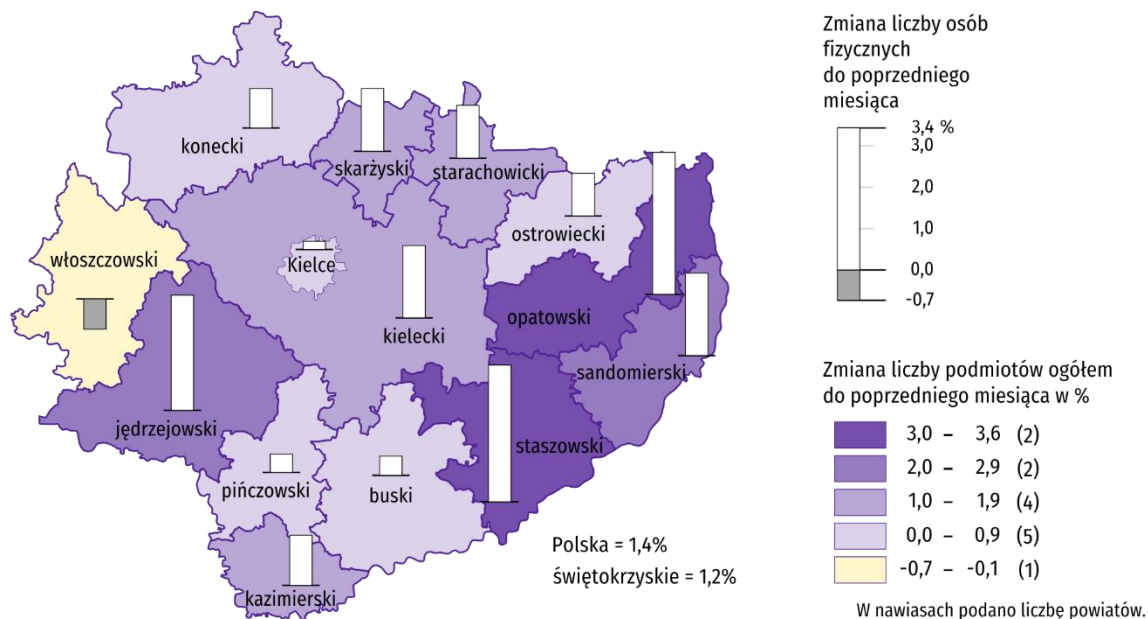 konecki
skarżyski
starachowicki
ostrowiecki
włoszczowski
Kielce
kielecki
opatowski
sandomierski
jędrzejowski
staszowski
pińczowski
buski
kazimierski
Polska = 1,4%
świętokrzyskie = 1,2%
Zmiana liczby osób
fizycznych
do poprzedniego
miesiąca
3,4 %
3,0
2,0
1,0
0,0
-0,7
Zmiana liczby podmiotów ogółem
do poprzedniego miesiąca w %
3,0 – 3,6 (2)
2,0 – 2,9 (2)
1,0 – 1,9 (4)
0,0 – 0,9 (5)
-0,7 – -0,1 (1)
W nawiasach podano liczbę powiatów.